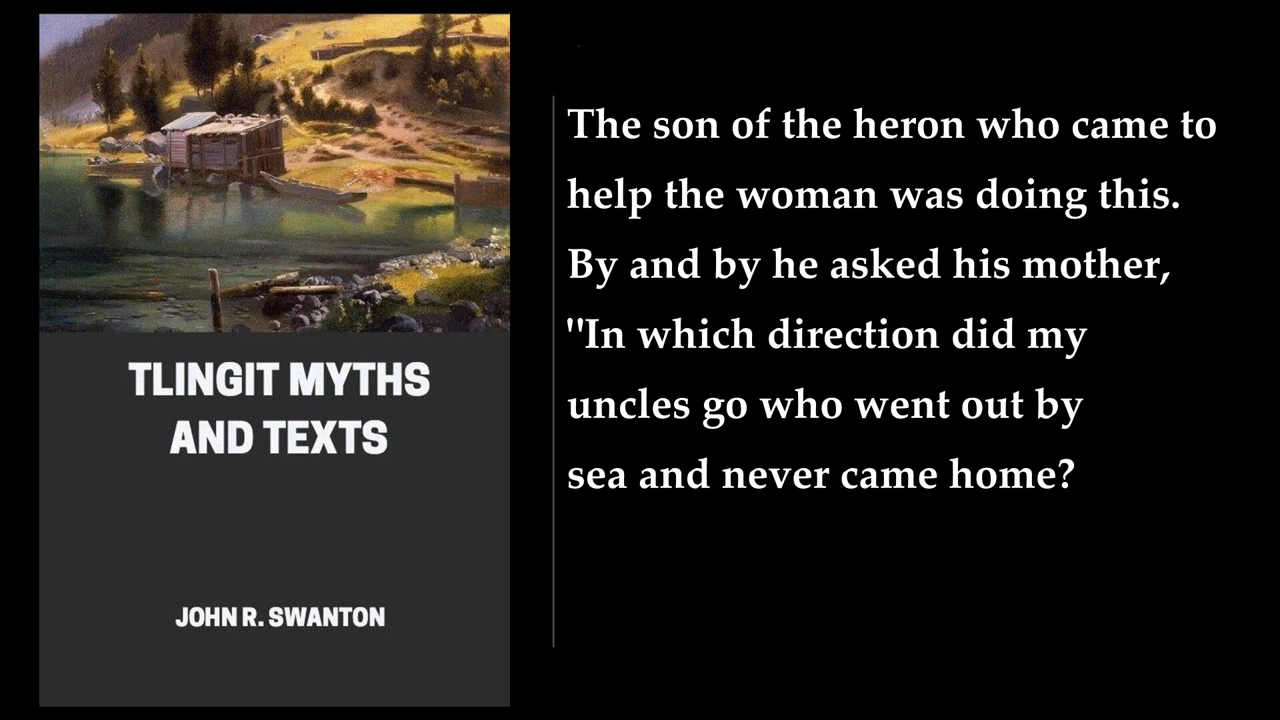 TLINGIT MYTHS
AND TEXTS
JOHN R. SWANTON
The son of the heron who came to
help the woman was doing this.
By and by he asked his mother,
"In which direction did my
uncles go who went out by
sea and never came home?